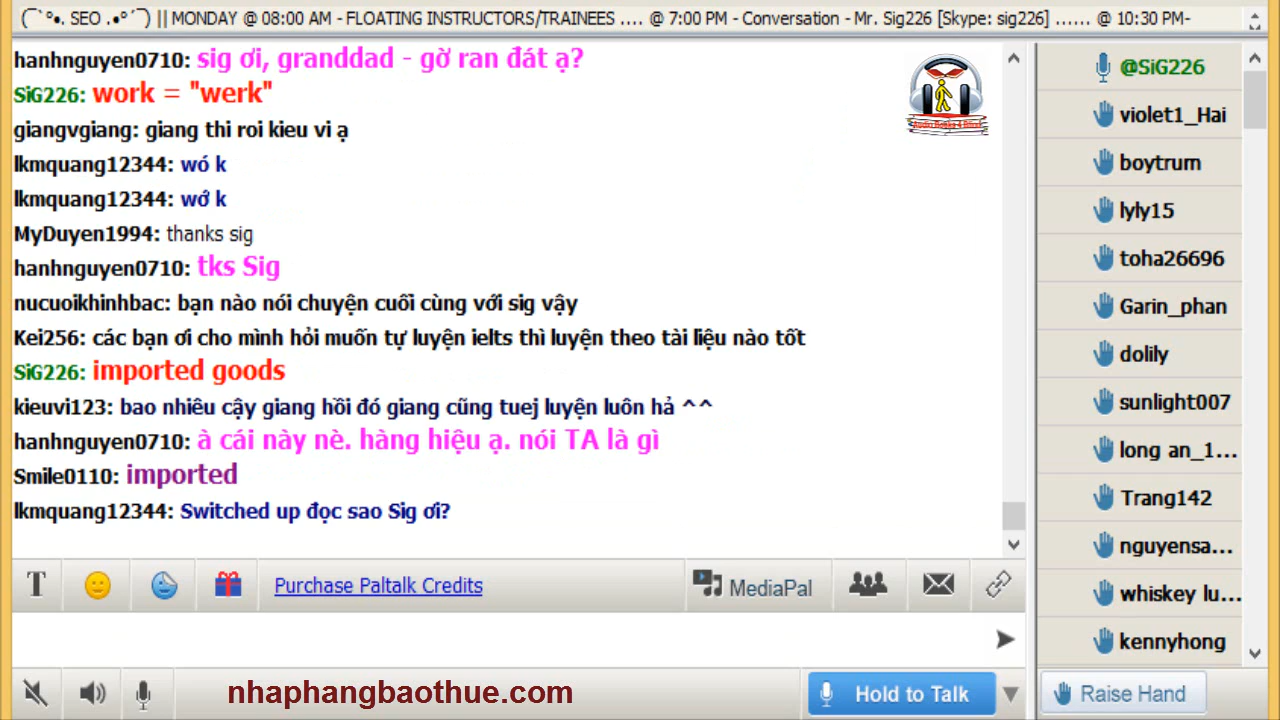 (¯`°•. SEO .•°´¯) || MONDAY @ 08:00 AM - FLOATING INSTRUCTORS/TRAINEES .... @ 7:00 PM - Conversation - Mr. Sig226 [Skype: sig226] ...... @ 10:30 PM-
hanhnguyen0710: sig ơi, granddad - gờ ran đát ạ?
SiG226: work = "werk"
giangvgiang: giang thi roi kieu vi ạ
lkmquang12344: wó k
lkmquang12344: wớ k
MyDuyen1994: thanks sig
hanhnguyen0710: tks Sig
nucuoikhinhbac: bạn nào nói chuyện cuối cùng với sig vậy
Kei256: các bạn ơi cho mình hỏi muốn tự luyện ielts thì luyện theo tài liệu nào tốt
SiG226: imported goods
kieuvi123: bao nhiêu cậy giang hồi đó giang cũng tuej luyện luôn hả ^^
hanhnguyen0710: à cái này nè. hàng hiệu ạ. nói TA là gì
Smile0110: imported
lkmquang12344: Switched up đọc sao Sig ơi?
@SiG226
violet1_Hai
boytrum
lyly15
toha26696
Garin_phan
dolily
sunlight007
long an_1...
Trang142
nguyensa...
whiskey lu...
kennyhong
T
Purchase Paltalk Credits
MediaPal
nhaphangbaothue.com
Hold to Talk
Raise Hand